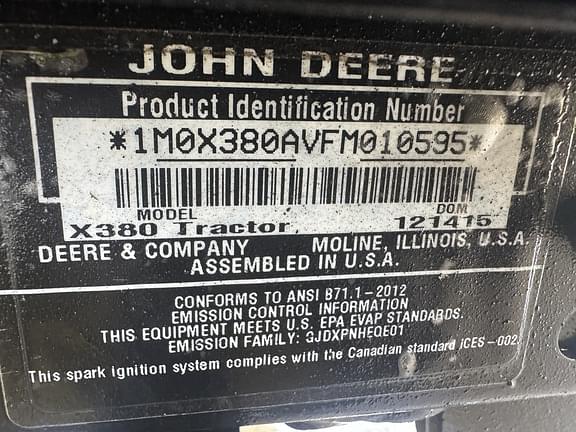 JOHN DEERE
Product Identification Number
*1M0X380AVFM010595*
MODEL DOM
X380 Tractor 121415
DEERE & COMPANY MOLINE, ILLINOIS, U.S.A.
ASSEMBLED IN U.S.A.
CONFORMS TO ANSI B71.1-2012
EMISSION CONTROL INFORMATION
THIS EQUIPMENT MEETS U.S. EPA EVAP STANDARDS.
EMISSION FAMILY: GJDXPNHEQE01
This spark ignition system complies with the Canadian standard ICES-002